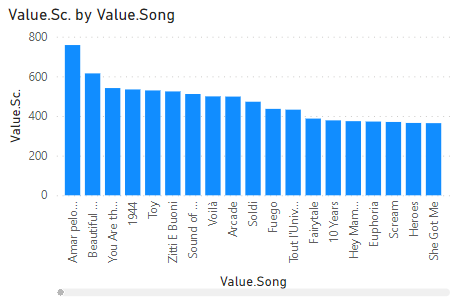 Value.Sc. by Value.Song
800
600
400
200
0
Value.Sc.
Amar pelo...
Beautiful ...
You Are th...
1944
Toy
Zitti E Buoni
Sound of ...
Voilà
Arcade
Soldi
Fuego
Tout l'Univ...
Fairytale
10 Years
Hey Mam...
Euphoria
Scream
Heroes
She Got Me
Value.Song